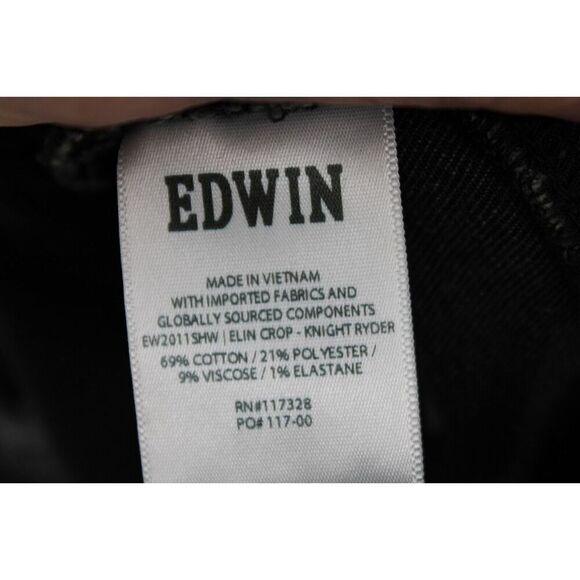 EDWIN
MADE IN VIETNAM
WITH IMPORTED FABRICS AND
GLOBALLY SOURCED COMPONENTS
EW2011SHW | ELIN CROP - KNIGHT RYDER
69% COTTON / 21% POLYESTER /
9% VISCOSE / 1% ELASTANE
RN#117328
PO# 117-00